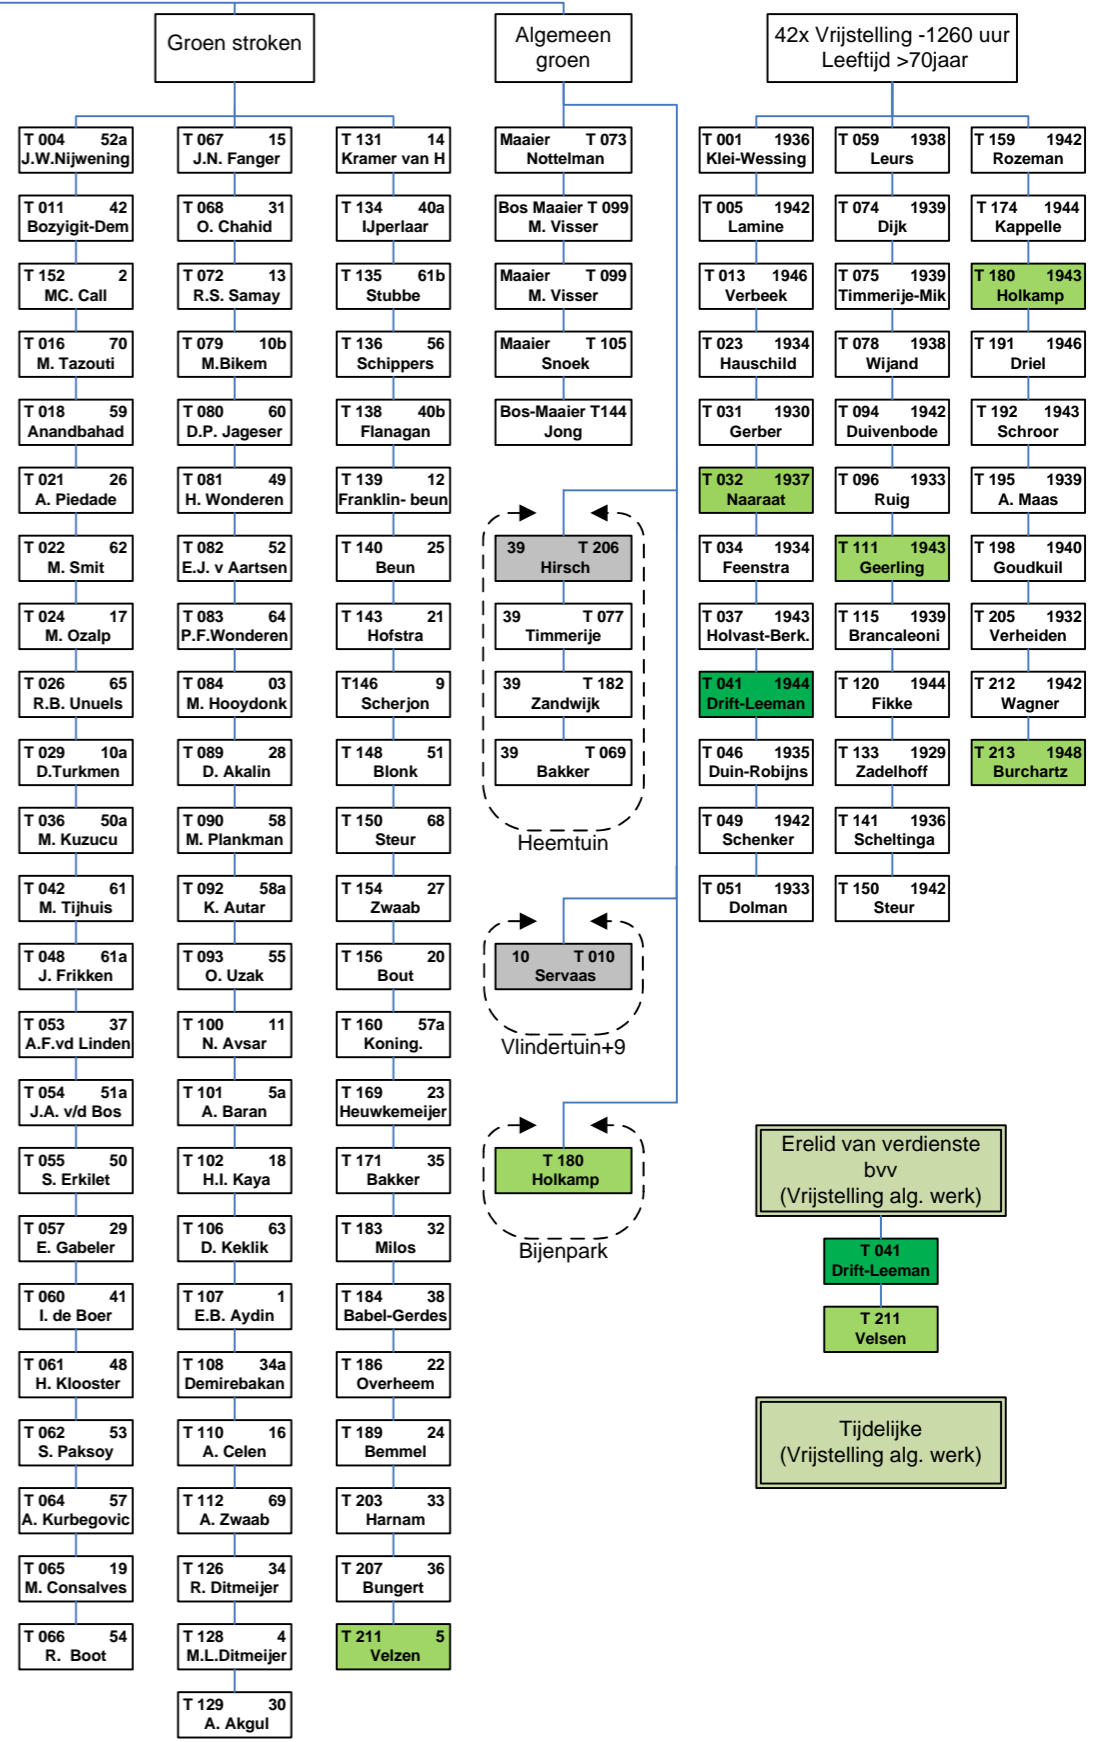 Groen stroken
T 004 52a
J.W.Nijwening
T 011 42
Bozyigit-Dem
T 152 2
MC. Call
T 016 70
M. Tazouti
T 018 59
Anandbahad
T 021 26
A. Piedade
T 022 62
M. Smit
T 024 17
M. Ozalp
T 026 65
R.B. Unuels
T 029 10a
D.Turkmen
T 036 50a
M. Kuzucu
T 042 61
M. Tijhuis
T 048 61a
J. Frikken
T 053 37
A.F.vd Linden
T 054 51a
J.A. v/d Bos
T 055 50
S. Erkilet
T 057 29
E. Gabeler
T 060 41
I. de Boer
T 061 48
H. Klooster
T 062 53
S. Paksoy
T 064 57
A. Kurbegovic
T 065 19
M. Consalves
T 066 54
R. Boot
T 067 15
J.N. Fanger
T 068 31
O. Chahid
T 072 13
R.S. Samay
T 079 10b
M.Bikem
T 080 60
D.P. Jageser
T 081 49
H. Wonderen
T 082 52
E.J. v Aartsen
T 083 64
P.F.Wonderen
T 084 03
M. Hooydonk
T 089 28
D. Akalin
T 090 58
M. Plankman
T 092 58a
K. Autar
T 093 55
O. Uzak
T 100 11
N. Avsar
T 101 5a
A. Baran
T 102 18
H.I. Kaya
T 106 63
D. Keklik
T 107 1
E.B. Aydin
T 108 34a
Demirebakan
T 110 16
A. Celen
T 112 69
A. Zwaab
T 126 34
R. Ditmeijer
T 128 4
M.L.Ditmeijer
T 129 30
A. Akgul
T 131 14
Kramer van H
T 134 40a
IJperlaar
T 135 61b
Stubbe
T 136 56
Schippers
T 138 40b
Flanagan
T 139 12
Franklin- beun
T 140 25
Beun
T 143 21
Hofstra
T146 9
Scherjon
T 148 51
Blonk
T 150 68
Steur
T 154 27
Zwaab
T 156 20
Bout
T 160 57a
Koning.
T 169 23
Heuwkemeijer
T 171 35
Bakker
T 183 32
Milos
T 184 38
Babel-Gerdes
T 186 22
Overheem
T 189 24
Bemmel
T 203 33
Harnam
T 207 36
Bungert
T 211 5
Velzen
Algemeen
groen
Maaier T 073
Nottelman
Bos Maaier T 099
M. Visser
Maaier T 099
M. Visser
Maaier T 105
Snoek
Bos-Maaier T144
Jong
39 T 206
Hirsch
39 T 077
Timmerije
39 T 182
Zandwijk
39 T 069
Bakker
Heemtuin
10 T 010
Servaas
Vlindertuin+9
T 180
Holkamp
Bijenpark
42x Vrijstelling -1260 uur
Leeftijd >70jaar
T 001 1936
Klei-Wessing
T 005 1942
Lamine
T 013 1946
Verbeek
T 023 1934
Hauschild
T 031 1930
Gerber
T 032 1937
Naaraat
T 034 1934
Feenstra
T 037 1943
Holvast-Berk.
T 041 1944
Drift-Leeman
T 046 1935
Duin-Robijns
T 049 1942
Schenker
T 051 1933
Dolman
T 059 1938
Leurs
T 074 1939
Dijk
T 075 1939
Timmerije-Mik
T 078 1938
Wijand
T 094 1942
Duivenbode
T 096 1933
Ruig
T 111 1943
Geerling
T 115 1939
Brancaleoni
T 120 1944
Fikke
T 133 1929
Zadelhoff
T 141 1936
Scheltinga
T 150 1942
Steur
T 159 1942
Rozeman
T 174 1944
Kappelle
T 180 1943
Holkamp
T 191 1946
Driel
T 192 1943
Schroor
T 195 1939
A. Maas
T 198 1940
Goudkuil
T 205 1932
Verheiden
T 212 1942
Wagner
T 213 1948
Burchartz
Erelid van verdienste
bvv
(Vrijstelling alg. werk)
T 041
Drift-Leeman
T 211
Velsen
Tijdelijke
(Vrijstelling alg. werk)